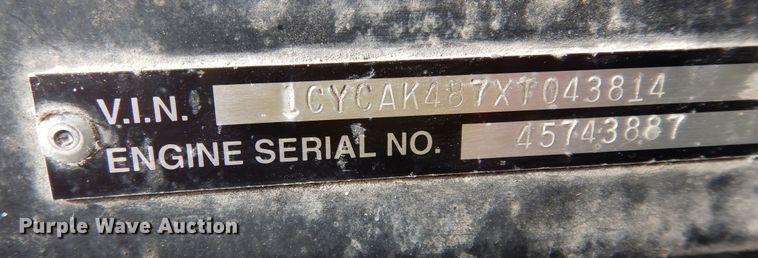 V.I.N. 1CYCAK487XT043814
ENGINE SERIAL NO. 45743887
Purple Wave Auction